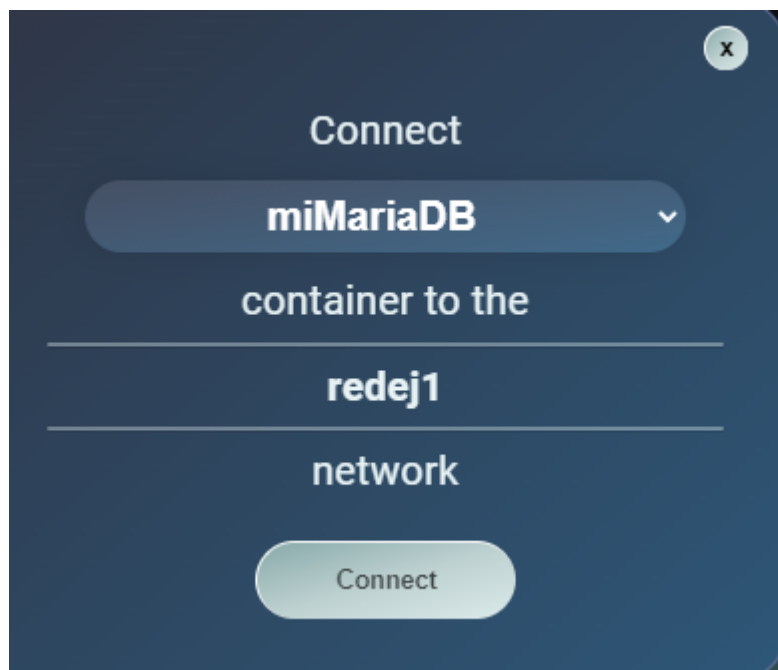 x
Connect
miMariaDB
container to the
redej1
network
Connect